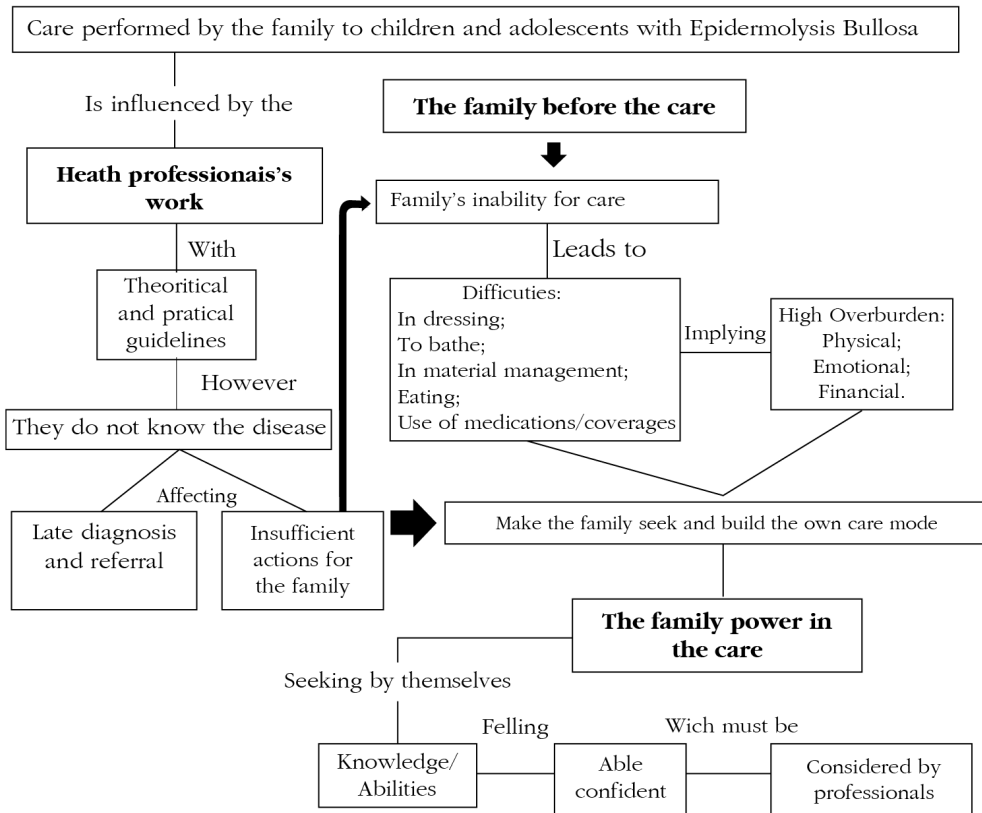 Care performed by the family to children and adolescents with Epidermolysis Bullosa
Is influenced by the
Heath professionais's
work
With
Theoritical
and pratical
guidelines
However
They do not know the disease
Affecting
Late diagnosis
and referral
Insufficient
actions for
the family
The family before the care
Family's inability for care
Leads to
Difficuties:
In dressing;
To bathe;
In material management;
Eating;
Use of medications/coverages
Implying
High Overburden:
Physical;
Emotional;
Financial.
Make the family seek and build the own care mode
The family power in
the care
Seeking by themselves
Knowledge/
Abilities
Felling
Able
confident
Wich must be
Considered by
professionals